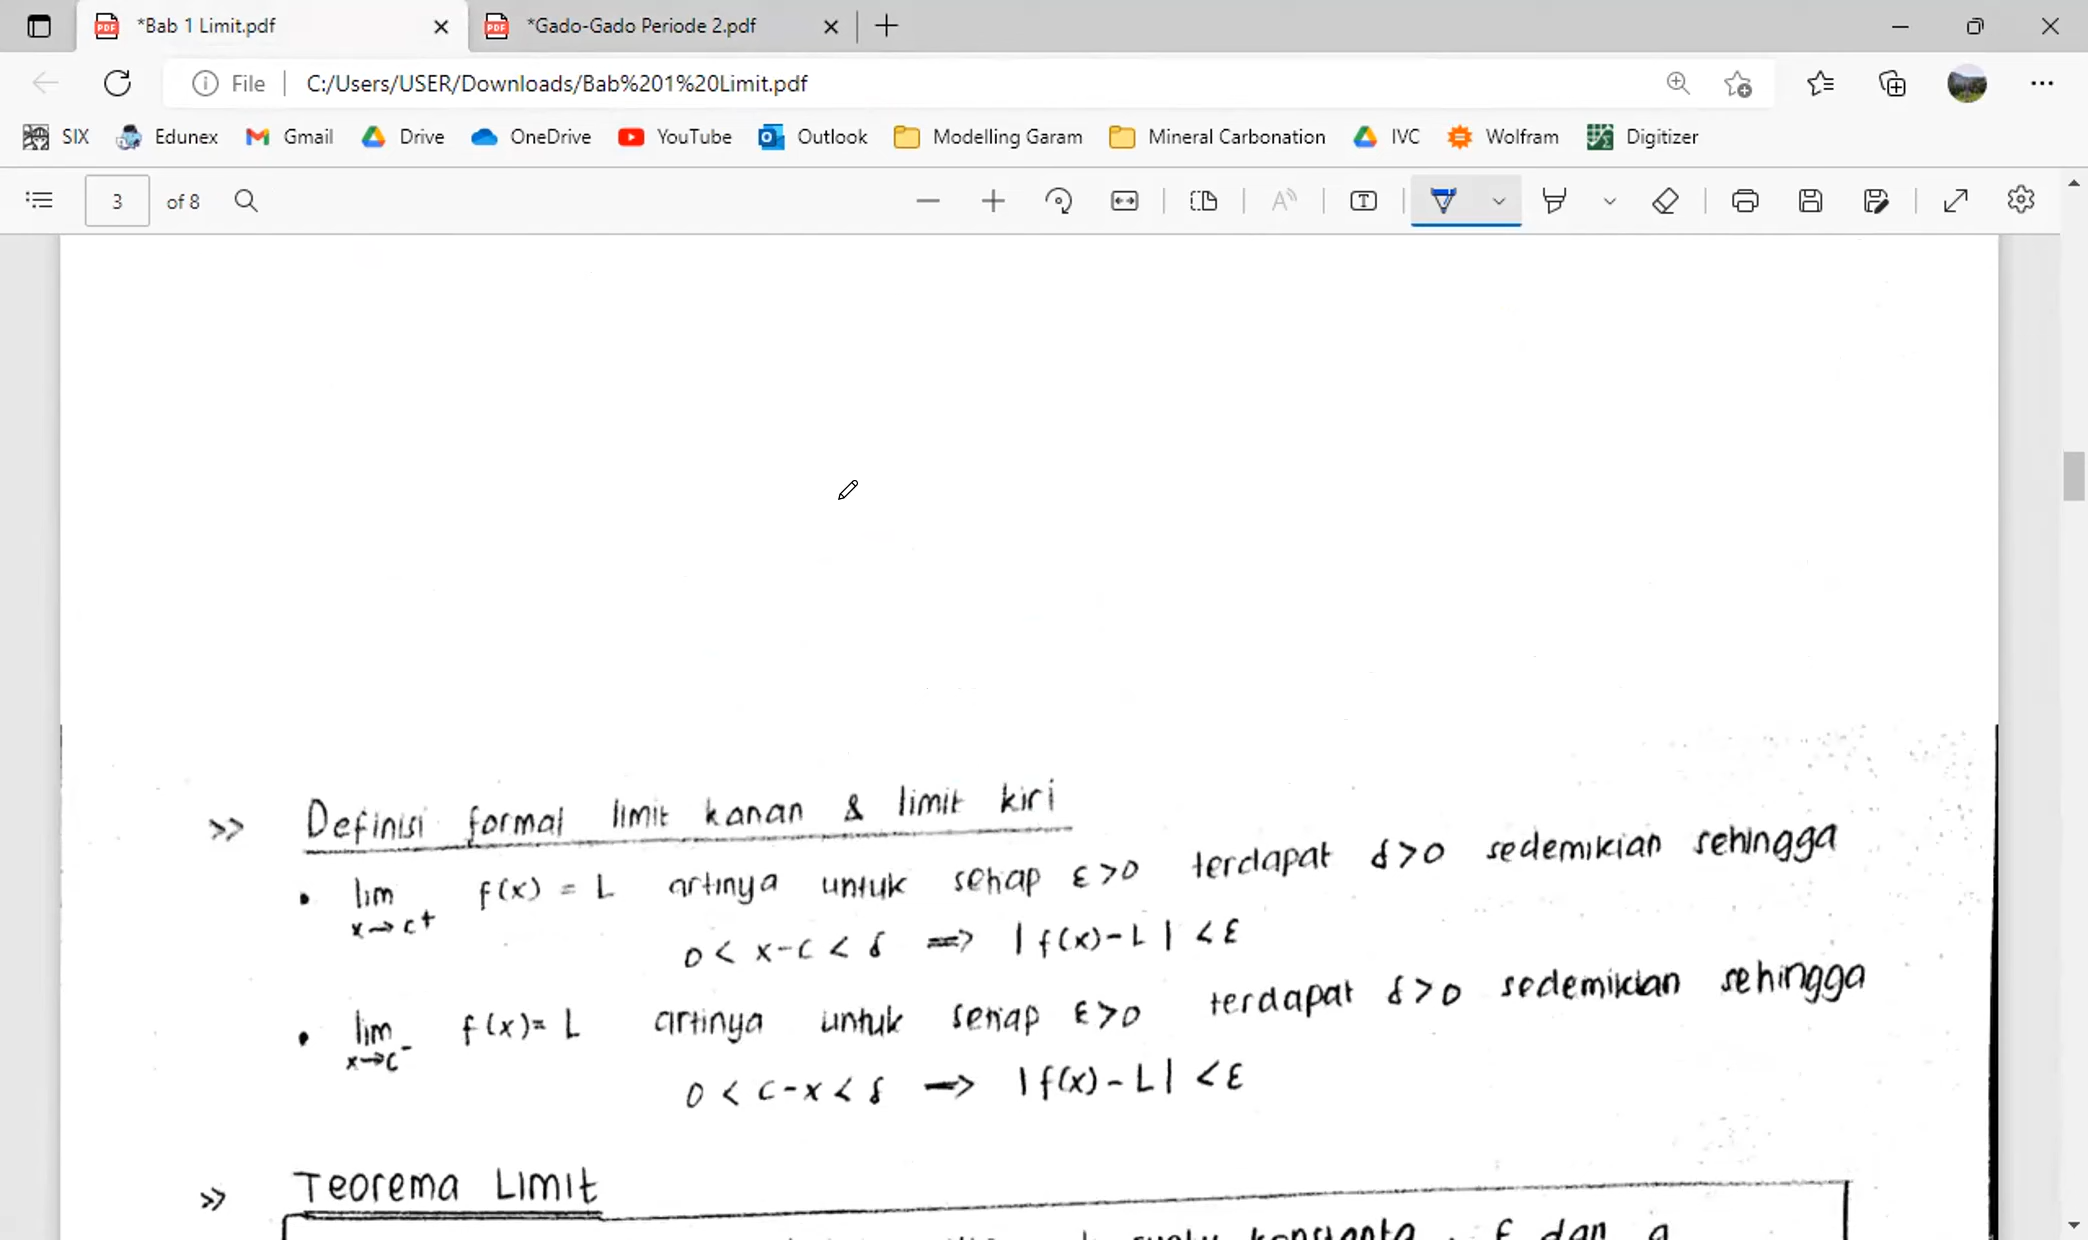 *Bab 1 Limit.pdf
*Gado-Gado Periode 2.pdf
File C:/Users/USER/Downloads/Bab%201%20Limit.pdf
SIX Edunex Gmail Drive OneDrive YouTube Outlook Modelling Garam Mineral Carbonation IVC Wolfram Digitizer
3 of 8
>> Definisi formal limit kanan & limit kiri
• lim x→c+ f(x) = L artinya untuk setiap ε>0 terdapat δ>0 sedemikian sehingga
0 < x-c < δ => |f(x)-L| <ε
• lim x→c- f(x)= L artinya untuk setiap ε>0 terdapat δ>0 sedemikian sehingga
0 < c-x < δ => |f(x)-L| <ε
>> Teorema Limit
konstanta, f dan g